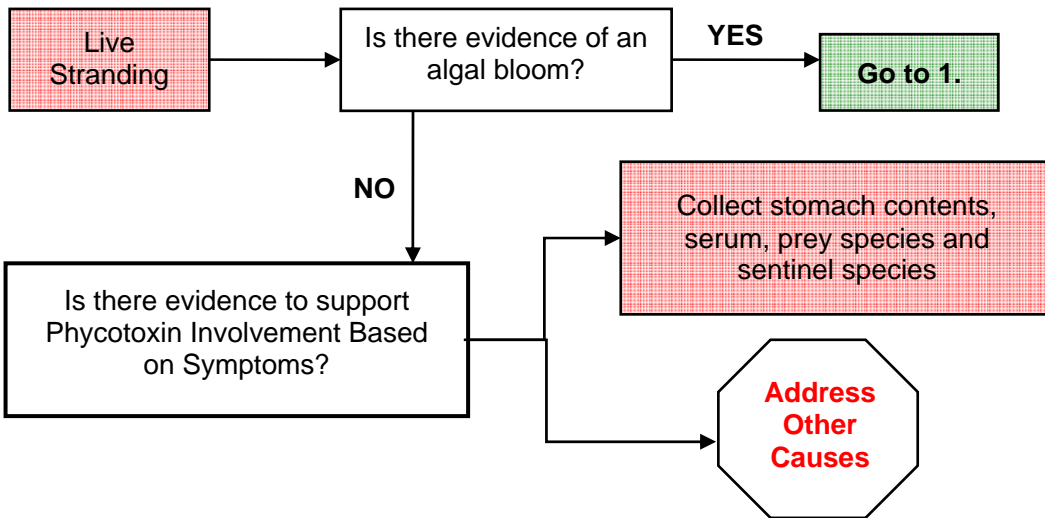 Live
Stranding
Is there evidence of an
algal bloom?
YES
Go to 1.
NO
Collect stomach contents,
serum, prey species and
sentinel species
Is there evidence to support
Phycotoxin Involvement Based
on Symptoms?
Address
Other
Causes